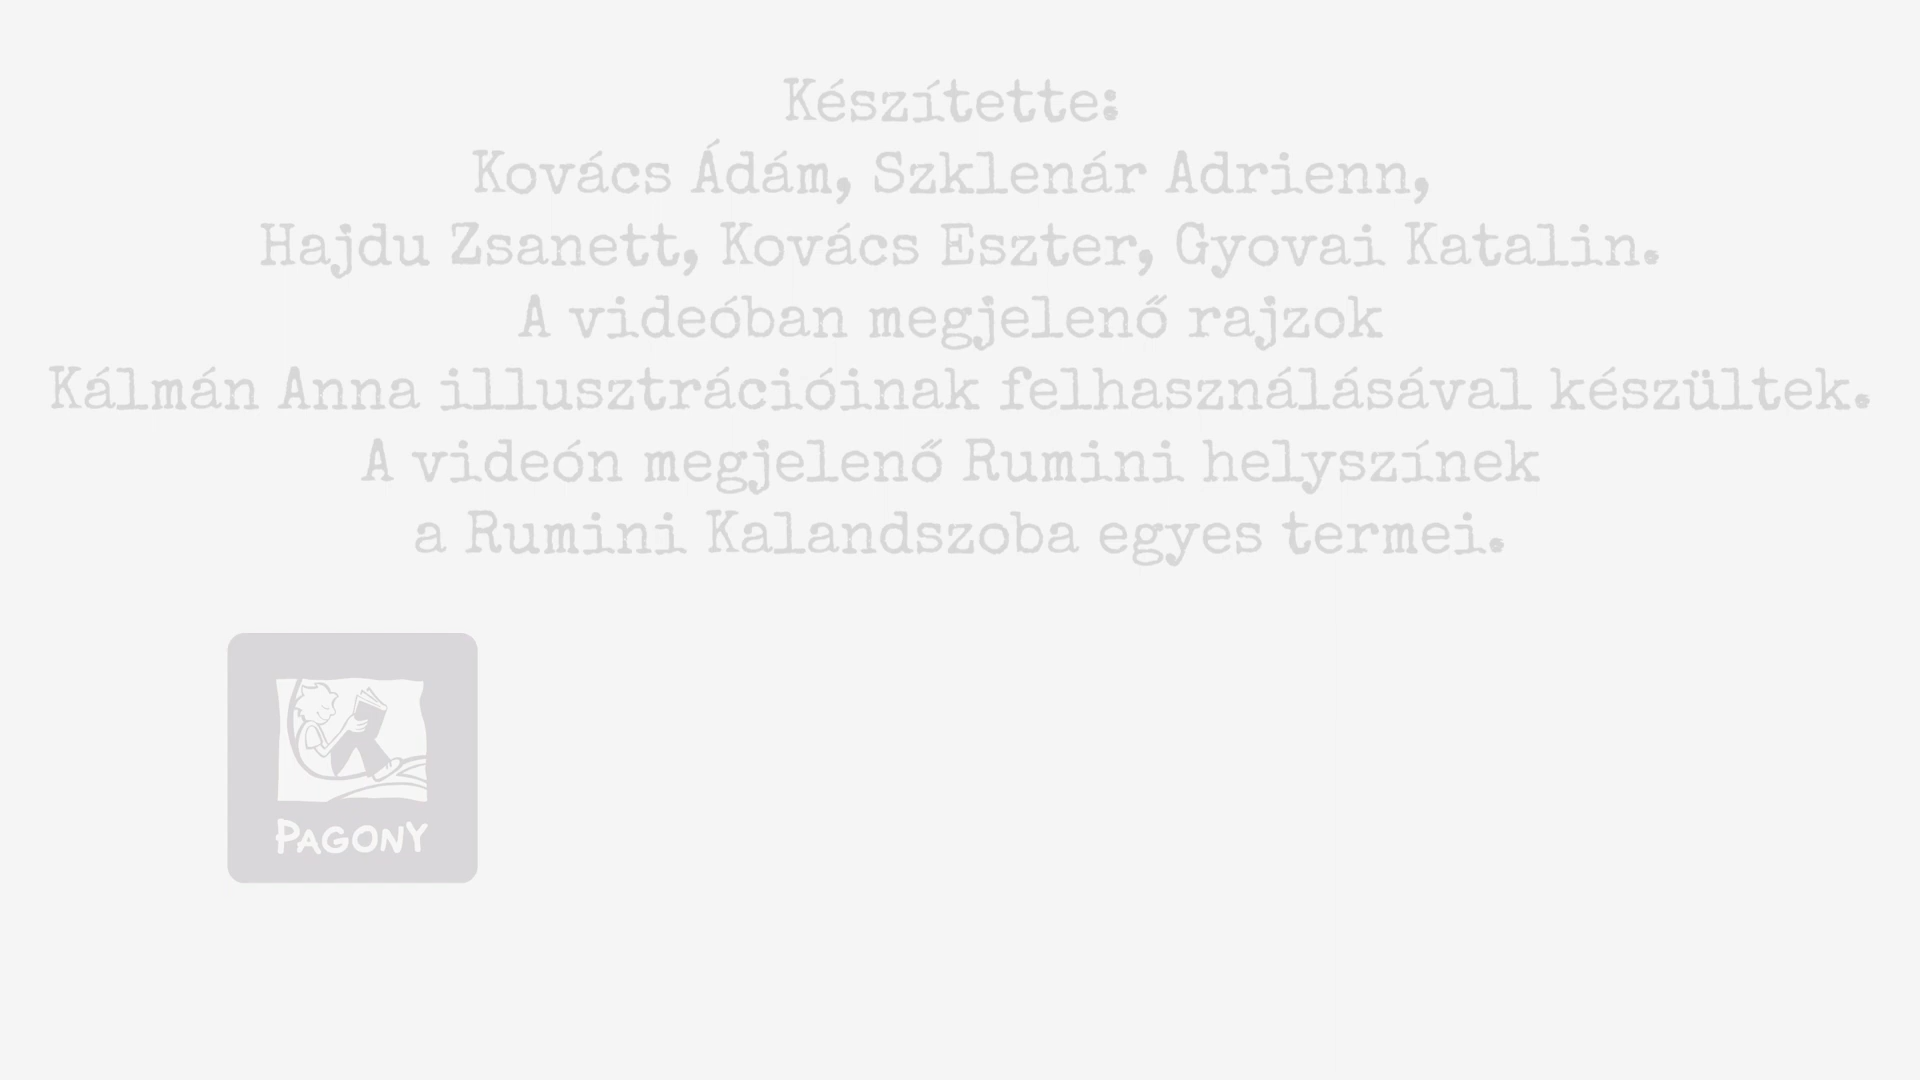 Készítette:
Kovács Ádám, Szklenár Adrienn,
Hajdu Zsanett, Kovács Eszter, Gyovai Katalin.
A videóban megjelenő rajzok
Kálmán Anna illusztrációinak felhasználásával készültek.
A videón megjelenő Rumini helyszínek
a Rumini Kalandszoba egyes termei.
PAGONY